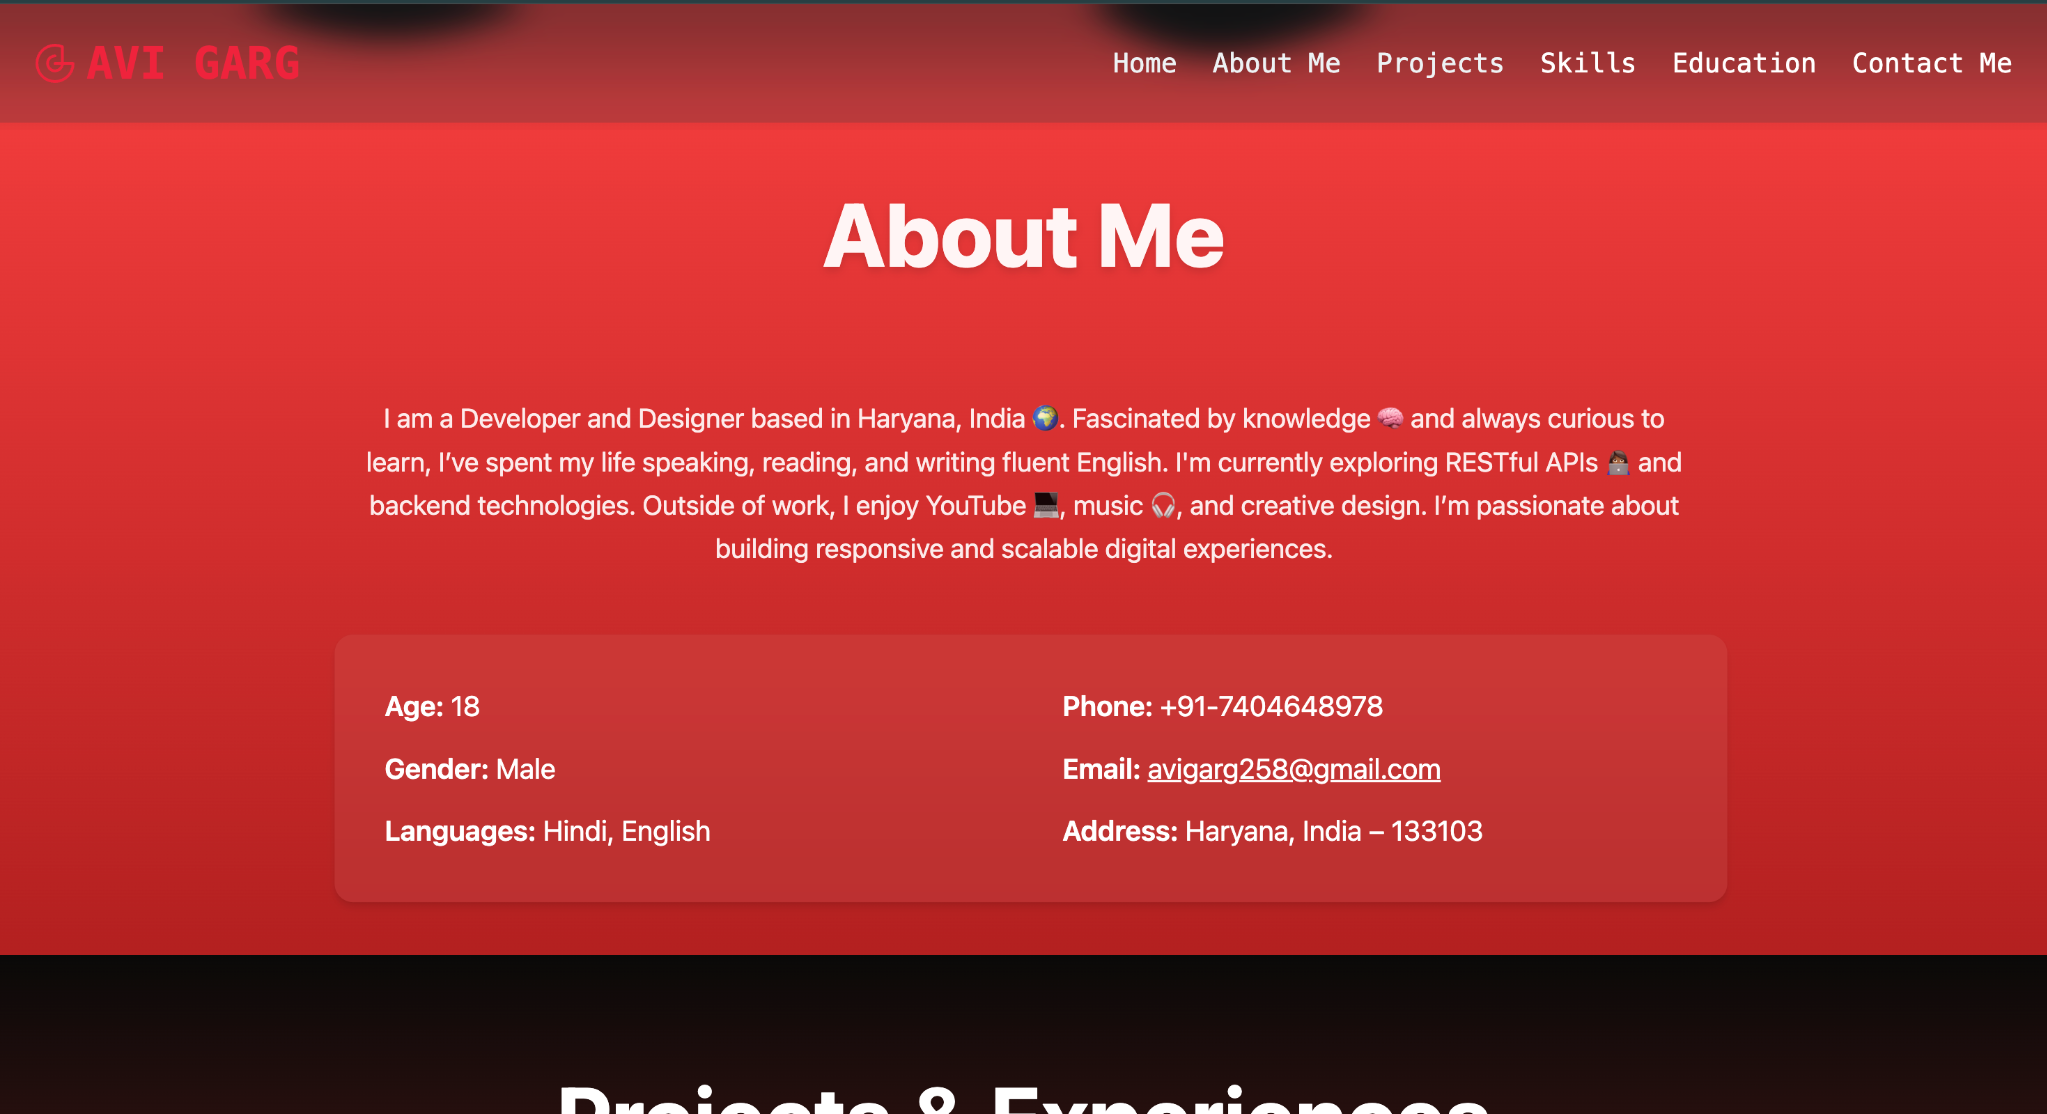 AVI GARG
Home About Me Projects Skills Education Contact Me
About Me
I am a Developer and Designer based in Haryana, India 🌍. Fascinated by knowledge 🧠 and always curious to
learn, I’ve spent my life speaking, reading, and writing fluent English. I'm currently exploring RESTful APIs 👩🏾‍💻 and
backend technologies. Outside of work, I enjoy YouTube 💻, music 🎧, and creative design. I’m passionate about
building responsive and scalable digital experiences.
Age: 18
Gender: Male
Languages: Hindi, English
Phone: +91-7404648978
Email: avigarg258@gmail.com
Address: Haryana, India – 133103
Projects & Experiences